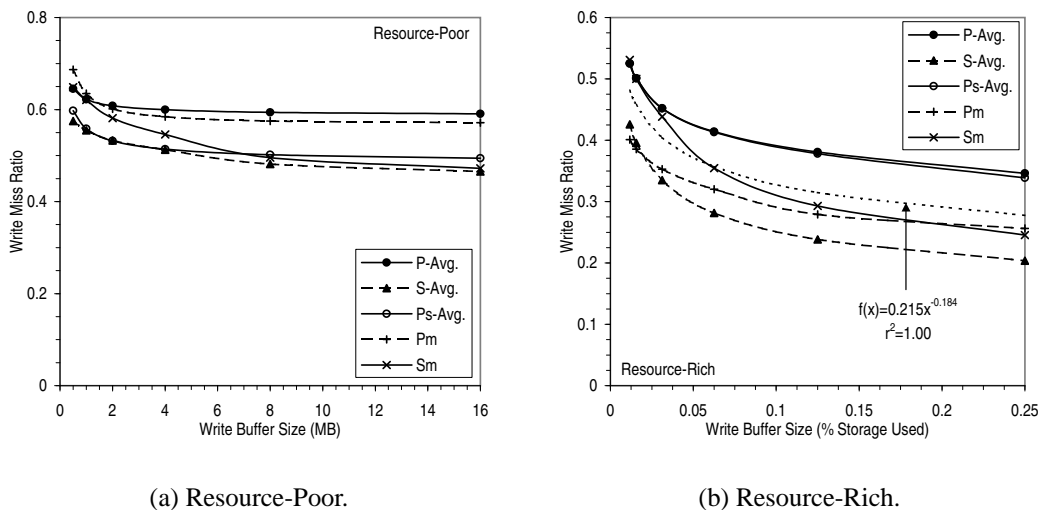 0.8
0.6
0.4
0.2
0
Write Miss Ratio
Resource-Poor
P-Avg.
S-Avg.
Ps-Avg.
Pm
Sm
0 2 4 6 8 10 12 14 16
Write Buffer Size (MB)
(a) Resource-Poor.
0.6
0.5
0.4
0.3
0.2
0.1
0
Write Miss Ratio
P-Avg.
S-Avg.
Ps-Avg.
Pm
Sm
f(x)=0.215x^-0.184
r^2=1.00
Resource-Rich
0 0.05 0.1 0.15 0.2 0.25
Write Buffer Size (% Storage Used)
(b) Resource-Rich.